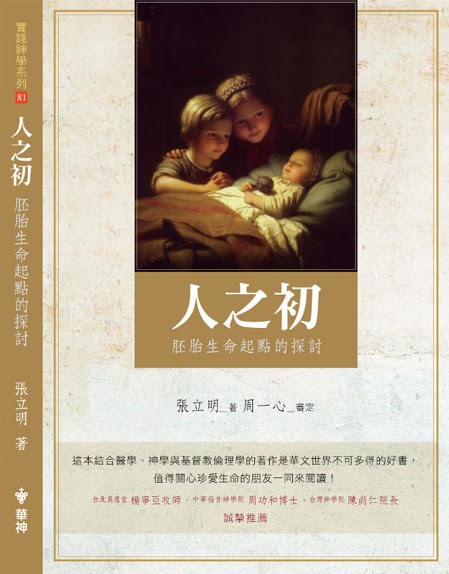 實踐神學系列
81
人之初
胚胎生命起點的探討
張立明 著
華神
人之初
胚胎生命起點的探討
張立明__著 周一心__審定
這本結合醫學、神學與基督教倫理學的著作是華文世界不可多得的好書，
值得關心珍愛生命的朋友一同來閱讀！
台北真理堂 楊寧亞牧師、中華福音神學院 周功和博士、台灣神學院 陳尚仁院長
誠摯推薦